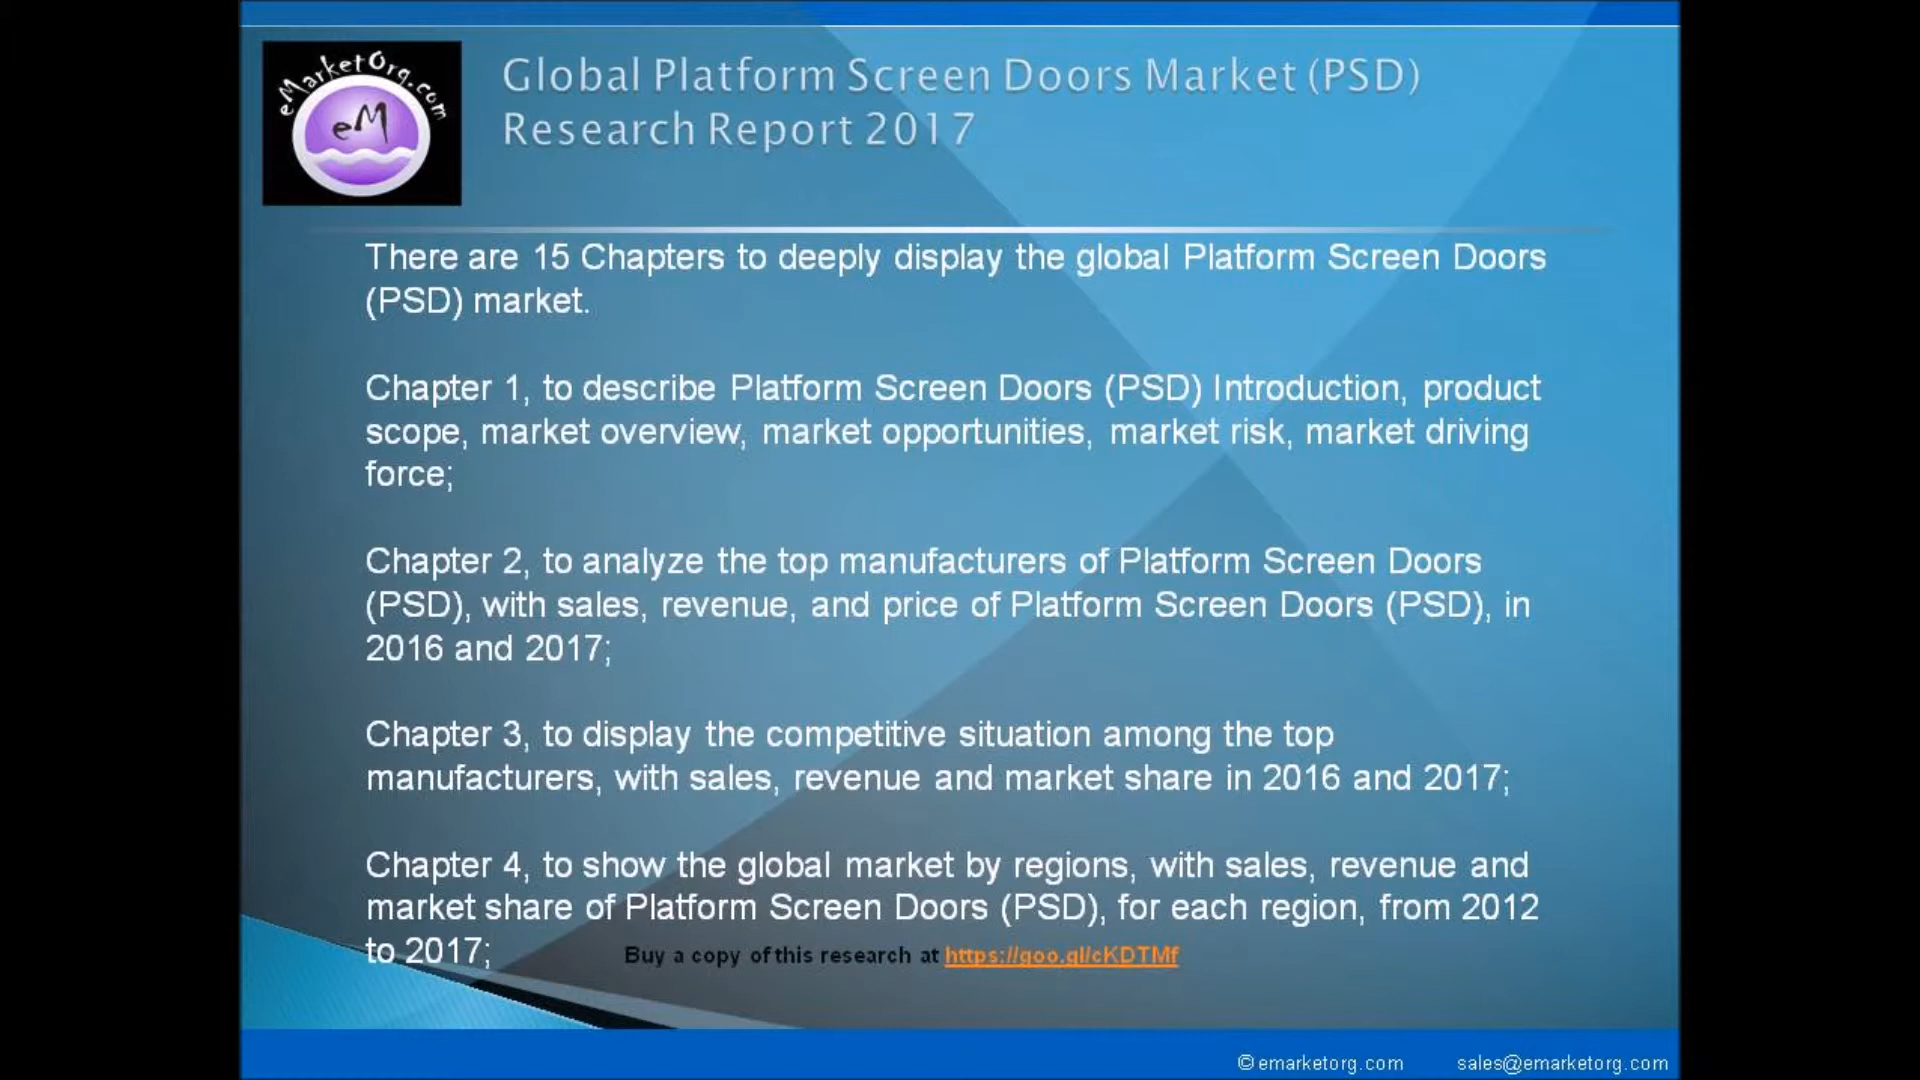 eMarketOrg.com
eM
Global Platform Screen Doors Market (PSD)
Research Report 2017
There are 15 Chapters to deeply display the global Platform Screen Doors
(PSD) market.
Chapter 1, to describe Platform Screen Doors (PSD) Introduction, product
scope, market overview, market opportunities, market risk, market driving
force;
Chapter 2, to analyze the top manufacturers of Platform Screen Doors
(PSD), with sales, revenue, and price of Platform Screen Doors (PSD), in
2016 and 2017;
Chapter 3, to display the competitive situation among the top
manufacturers, with sales, revenue and market share in 2016 and 2017;
Chapter 4, to show the global market by regions, with sales, revenue and
market share of Platform Screen Doors (PSD), for each region, from 2012
to 2017;
Buy a copy of this research at https://goo.gl/cKDTMf
© emarketorg.com sales@emarketorg.com